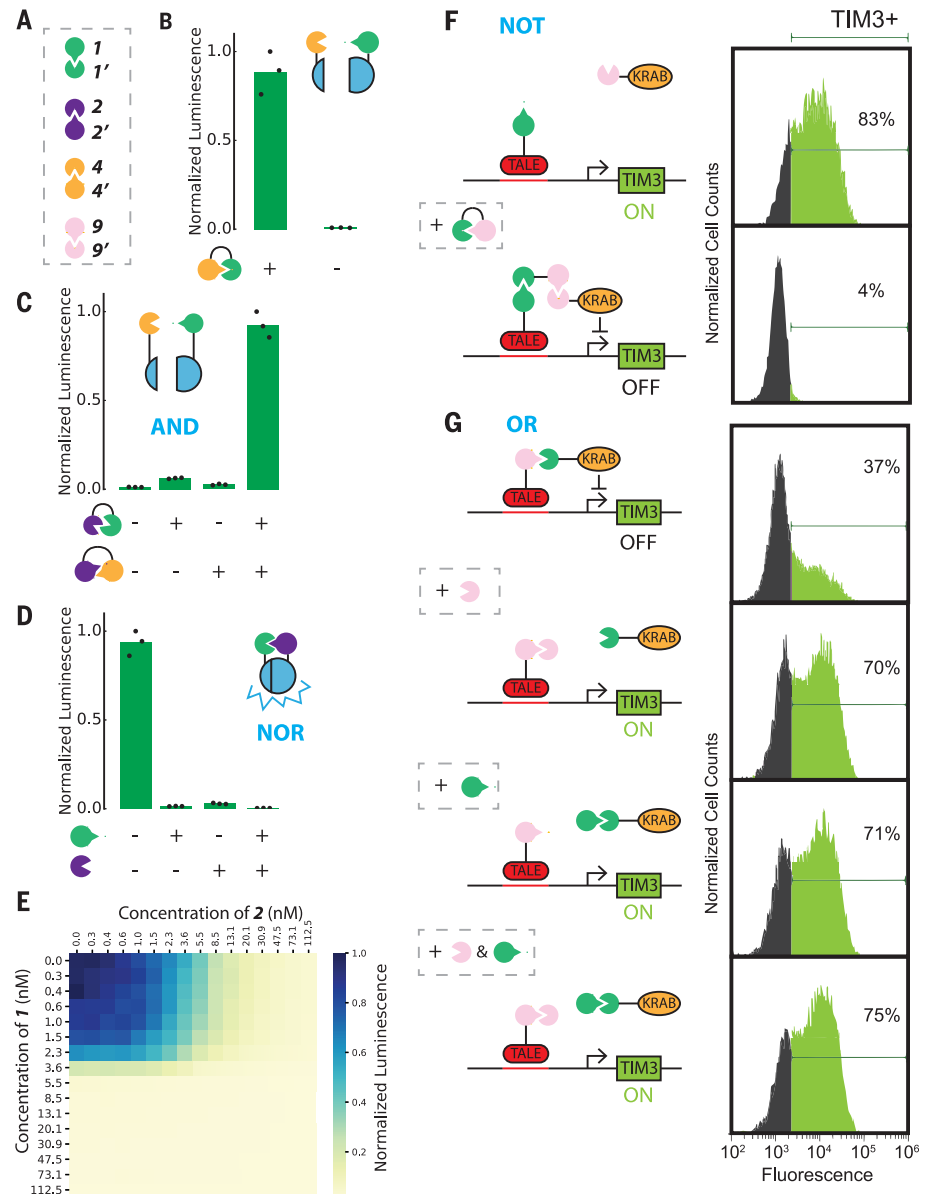 A
1
1'
2
2'
4
4'
9
9'
B
Normalized Luminescence
1.0
0.5
0.0
+ -
C
Normalized Luminescence
1.0
0.5
0.0
AND
- + - +
- - + +
D
Normalized Luminescence
1.0
0.5
0.0
NOR
- + - +
- - + +
E
Concentration of 2 (nM)
0.0 0.3 0.4 0.6 1.0 1.5 2.3 3.6 5.5 8.5 13.1 20.1 30.9 47.5 73.1 112.5
Concentration of 1 (nM)
0.0
0.3
0.4
0.6
1.0
1.5
2.3
3.6
5.5
8.5
13.1
20.1
30.9
47.5
73.1
112.5
1.0
0.8
0.6
0.4
0.2
Normalized Luminescence
F
NOT
TIM3+
KRAB
TALE
TIM3
ON
83%
+
KRAB
TALE
TIM3
OFF
4%
Normalized Cell Counts
G
OR
KRAB
TALE
TIM3
OFF
37%
+
KRAB
TALE
TIM3
ON
70%
+
KRAB
TALE
TIM3
ON
71%
+ &
KRAB
TALE
TIM3
ON
75%
Normalized Cell Counts
10² 10³ 10⁴ 10⁵ 10⁶
Fluorescence